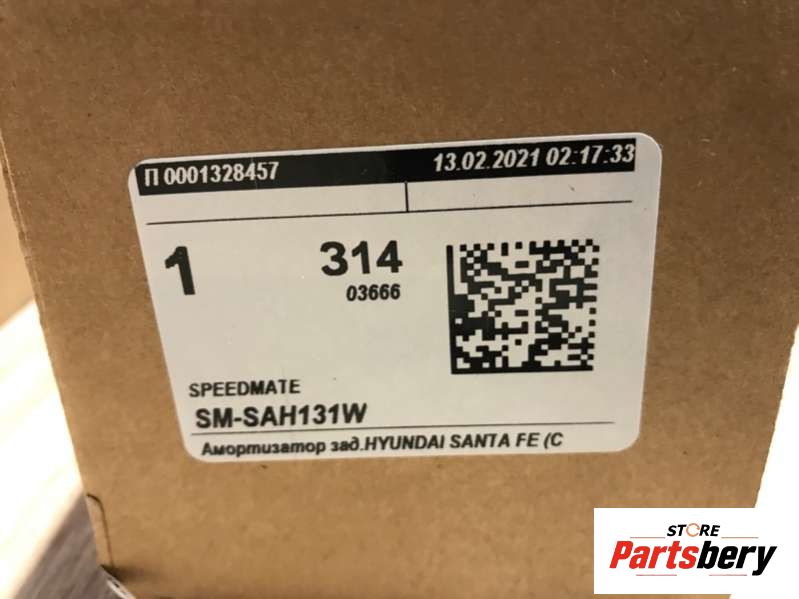 П 0001328457 13.02.2021 02:17:33
1 314
03666
SPEEDMATE
SM-SAH131W
Амортизатор зад.HYUNDAI SANTA FE (C
STORE
Partsbery